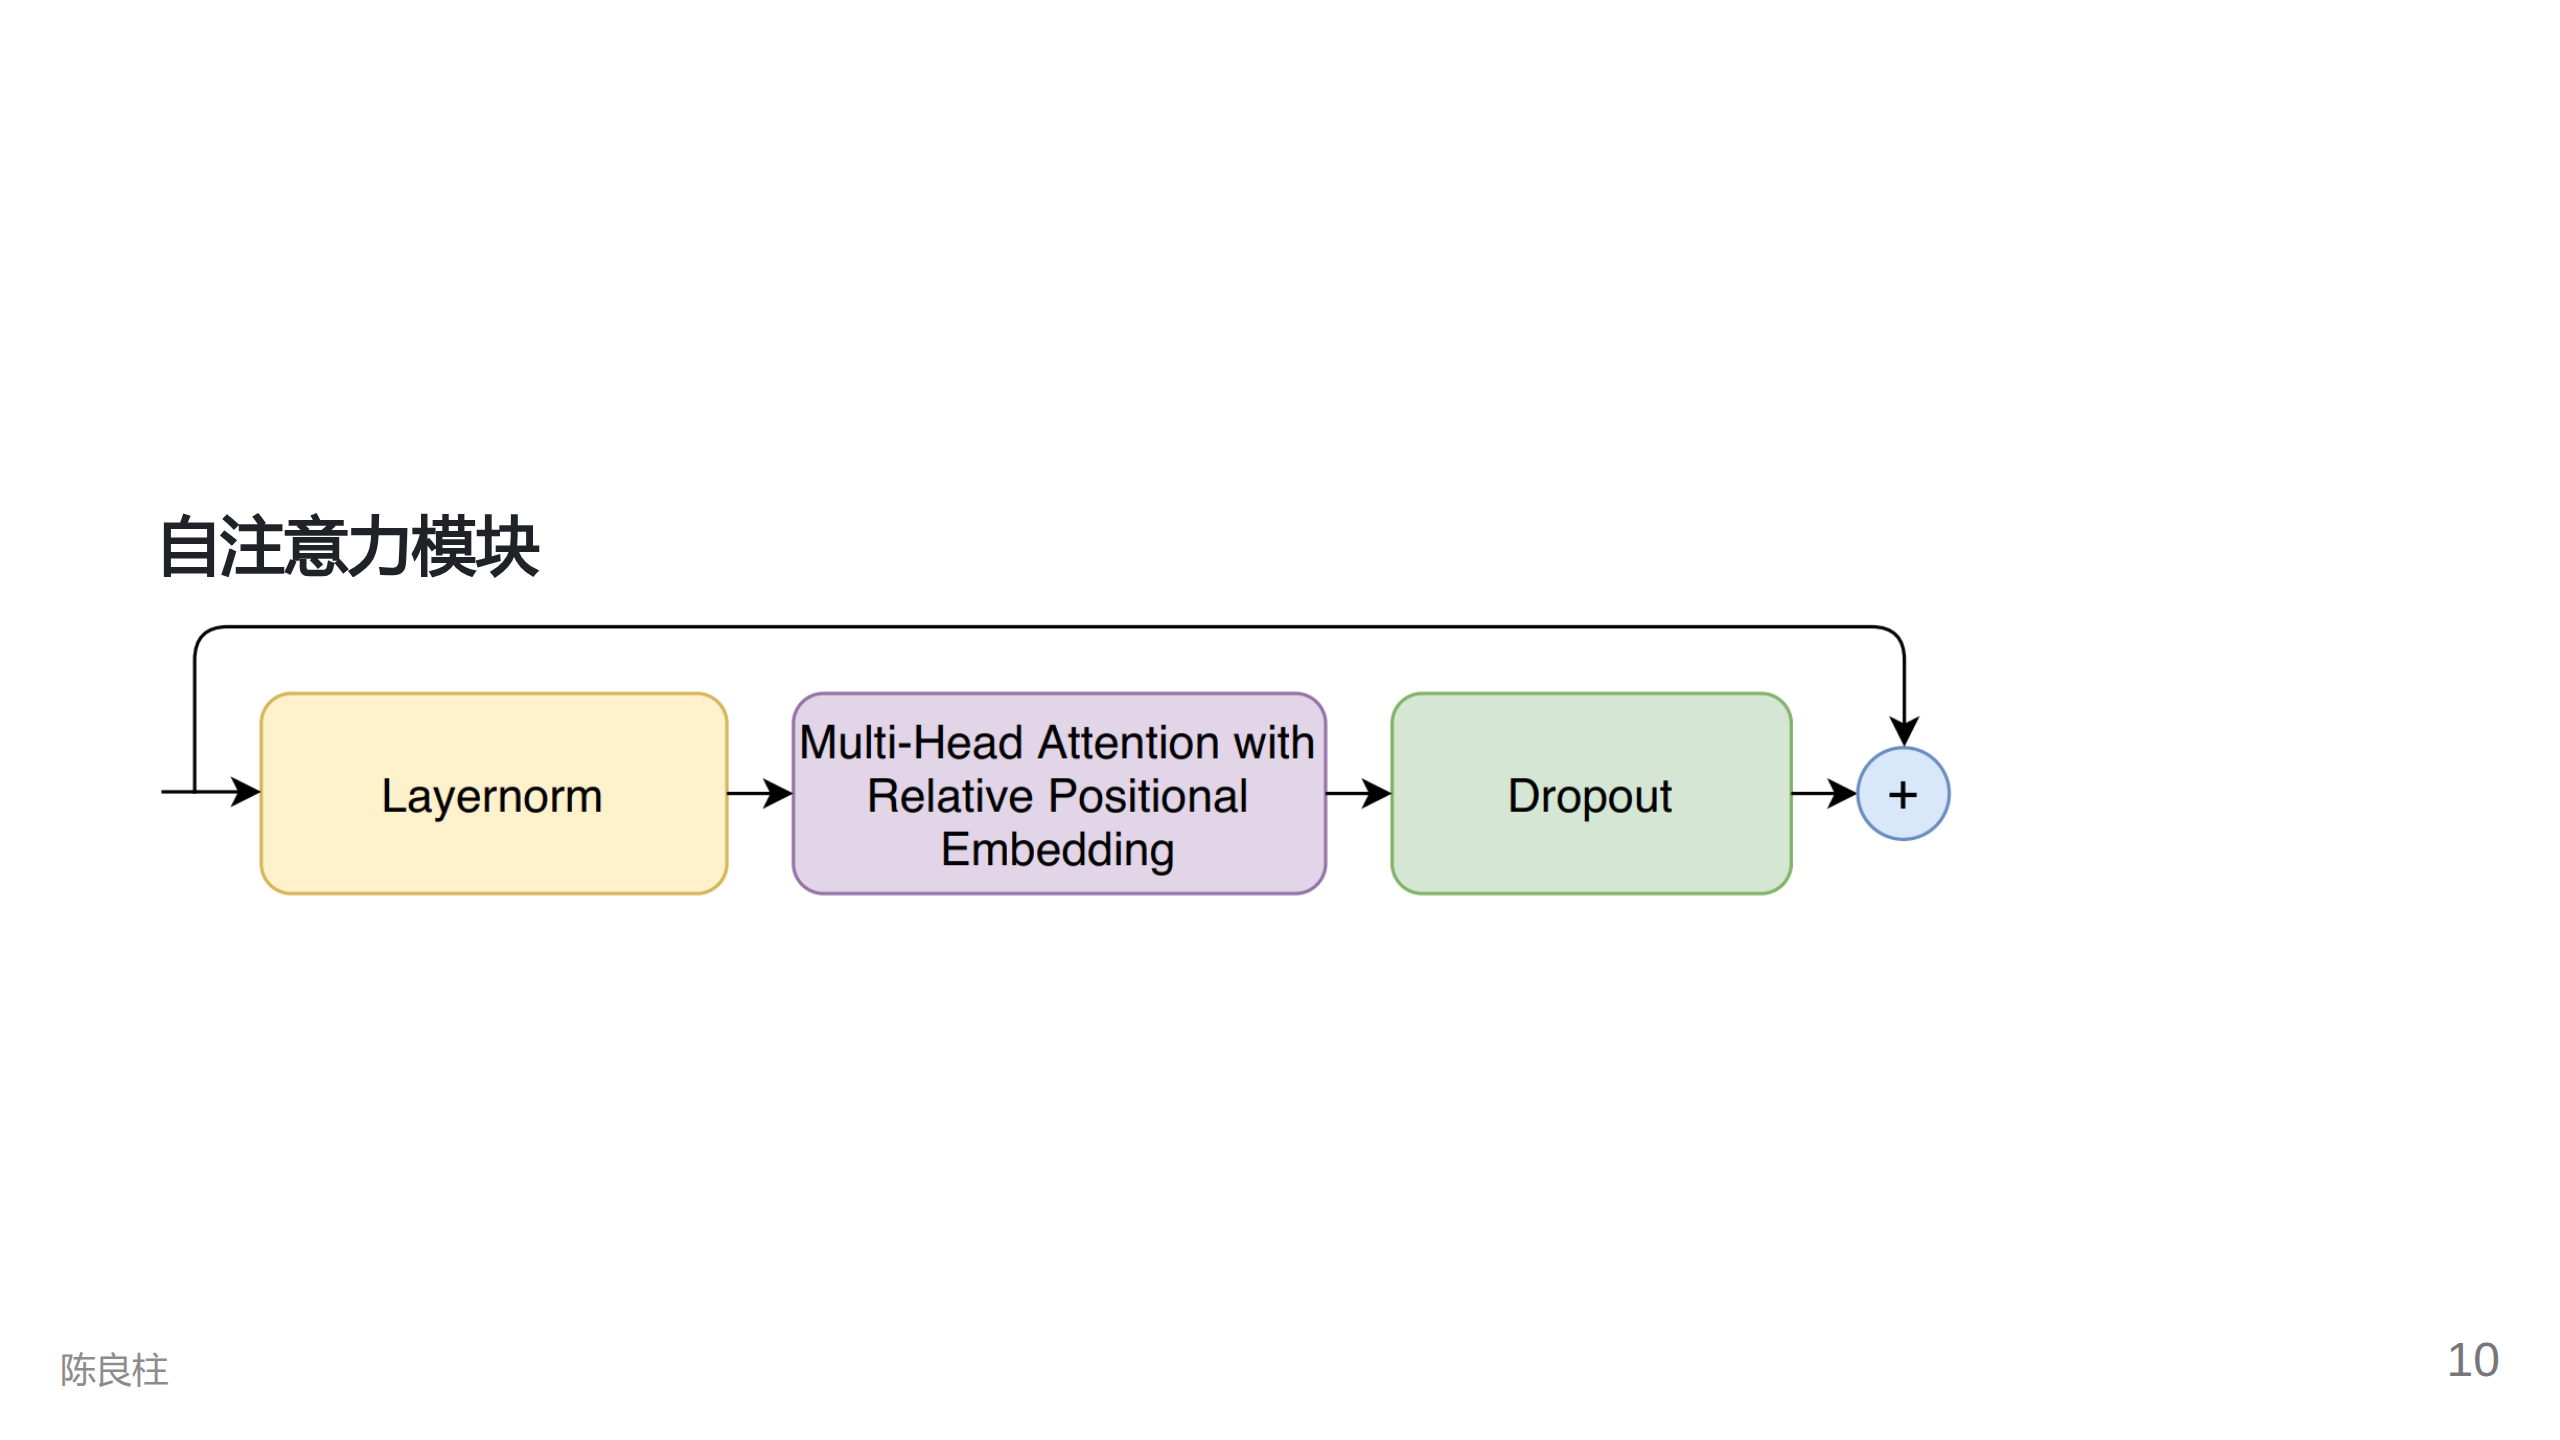 自注意力模块
Layernorm
Multi-Head Attention with
Relative Positional
Embedding
Dropout
+
陈良柱
10